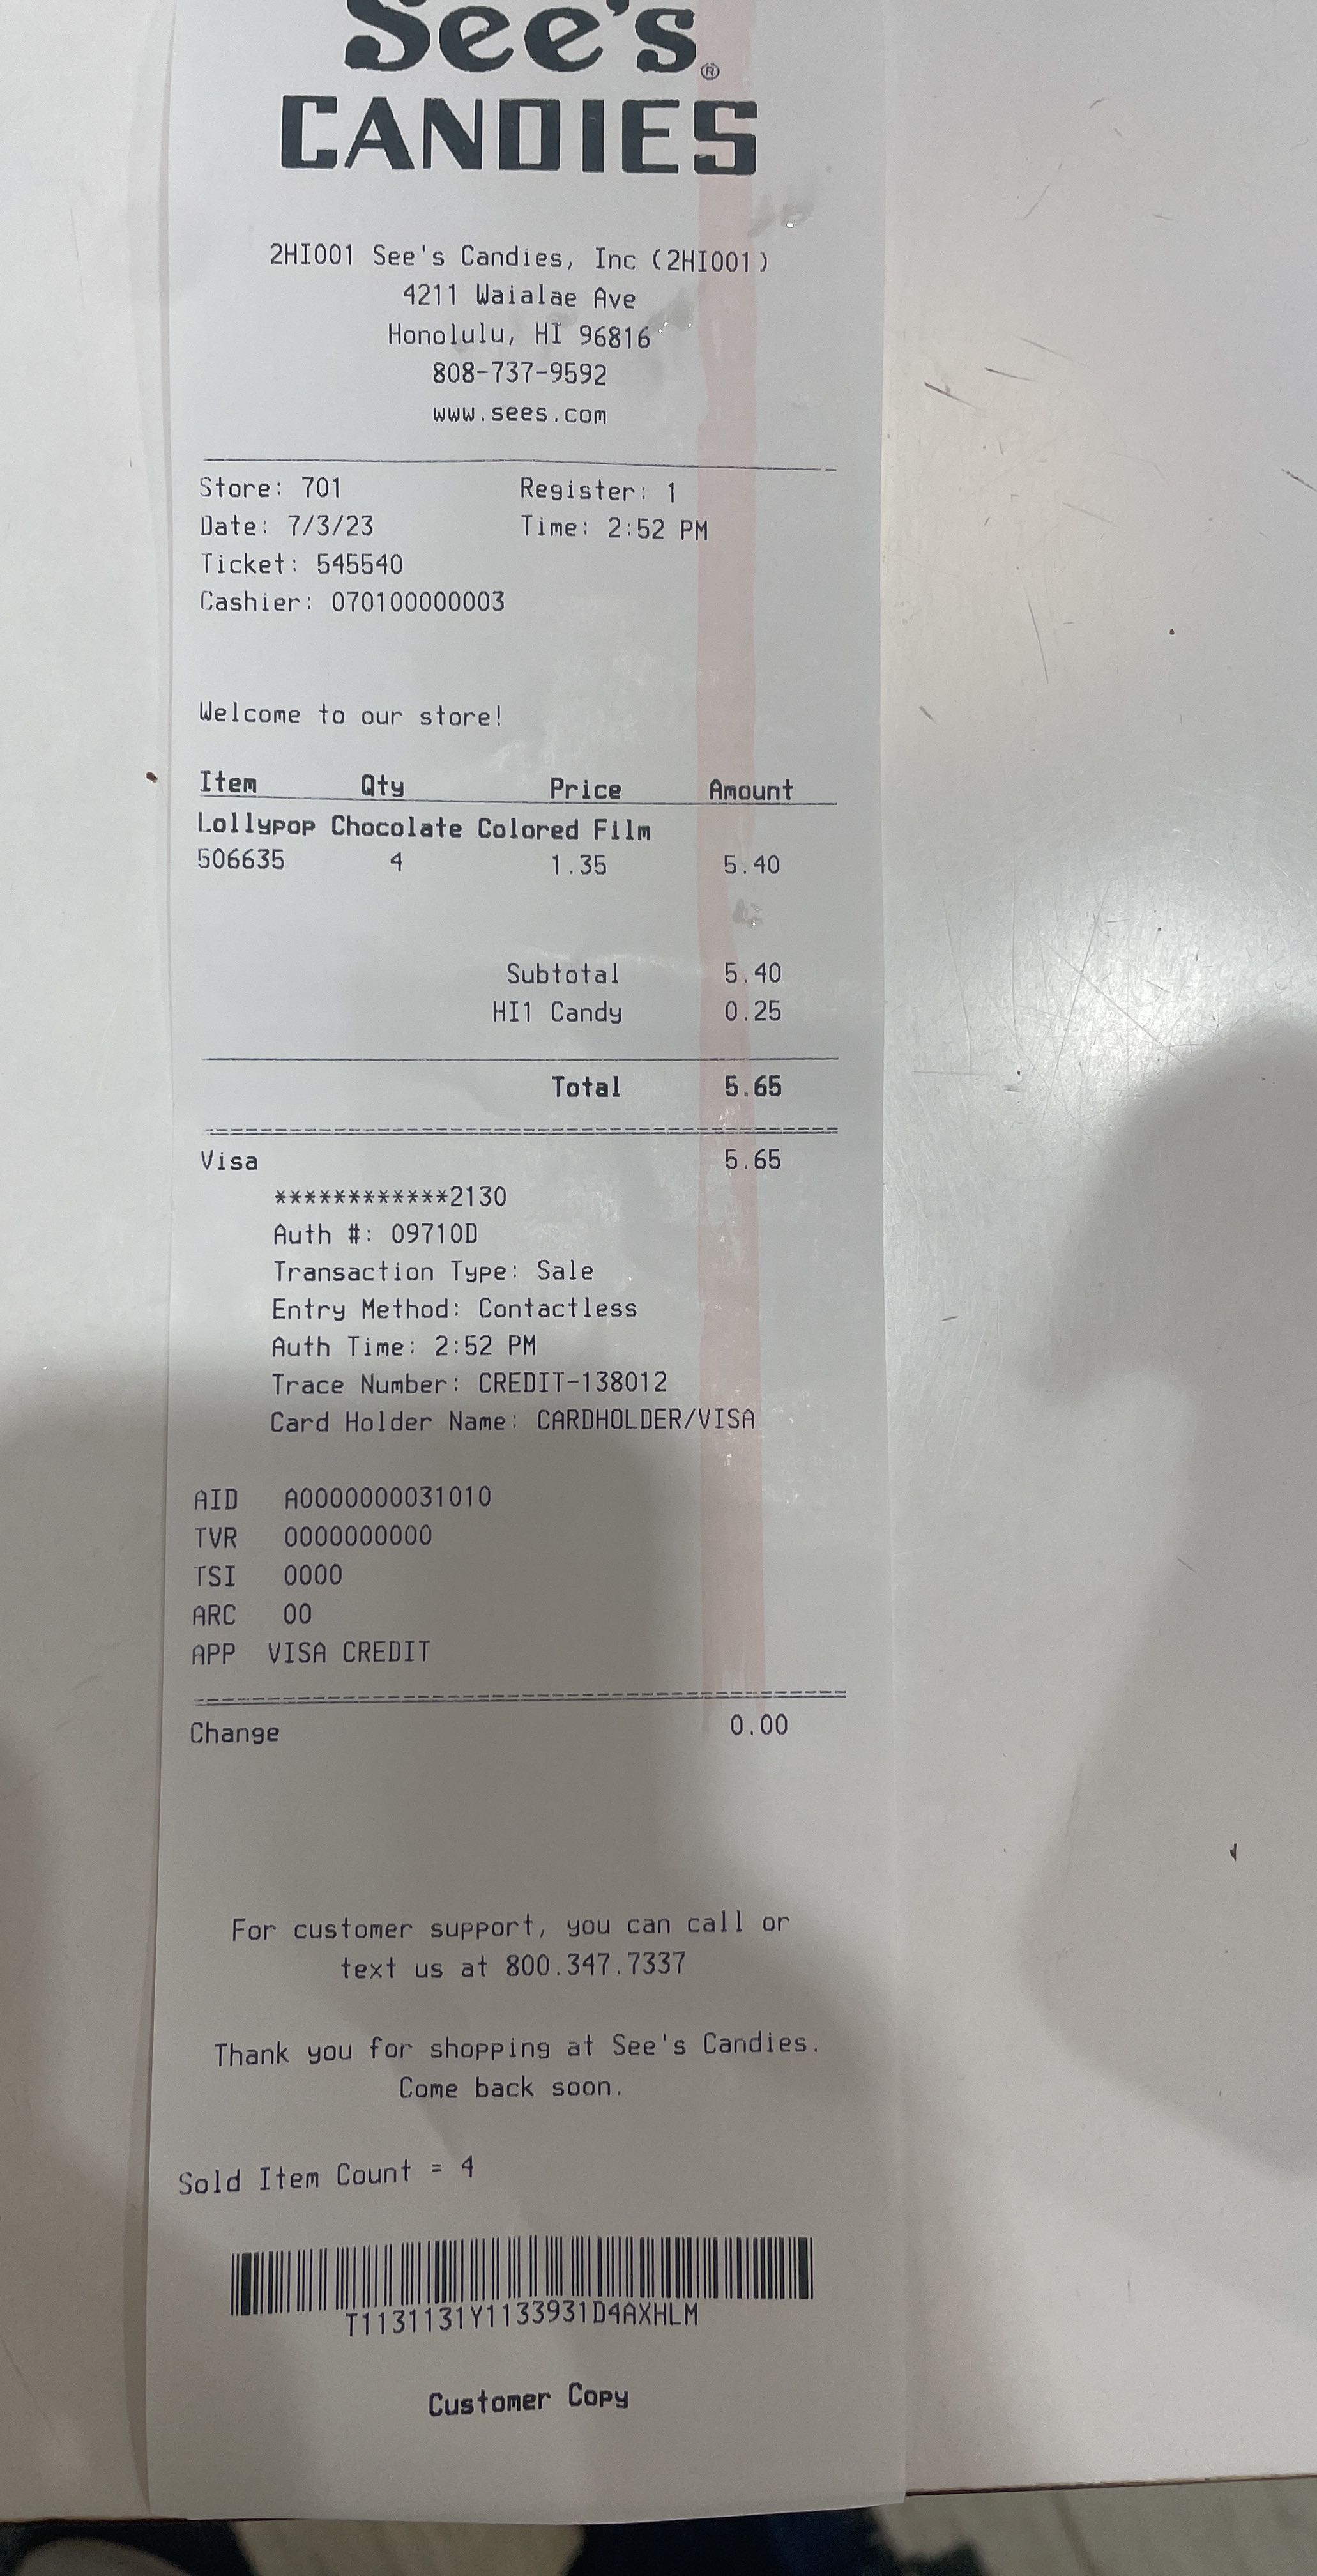 See's®
CANDIES
2HI001 See's Candies, Inc (2HI001)
4211 Waialae Ave
Honolulu, HI 96816
808-737-9592
www.sees.com
Store: 701 Register: 1
Date: 7/3/23 Time: 2:52 PM
Ticket: 545540
Cashier: 070100000003
Welcome to our store!
Item Qty Price Amount
Lollypop Chocolate Colored Film
506635 4 1.35 5.40
Subtotal 5.40
HI1 Candy 0.25
Total 5.65
Visa 5.65
************2130
Auth #: 09710D
Transaction Type: Sale
Entry Method: Contactless
Auth Time: 2:52 PM
Trace Number: CREDIT-138012
Card Holder Name: CARDHOLDER/VISA
AID A0000000031010
TVR 0000000000
TSI 0000
ARC 00
APP VISA CREDIT
Change 0.00
For customer support, you can call or
text us at 800.347.7337
Thank you for shopping at See's Candies.
Come back soon.
Sold Item Count = 4
T1131131Y1133931D4AXHLM
Customer Copy